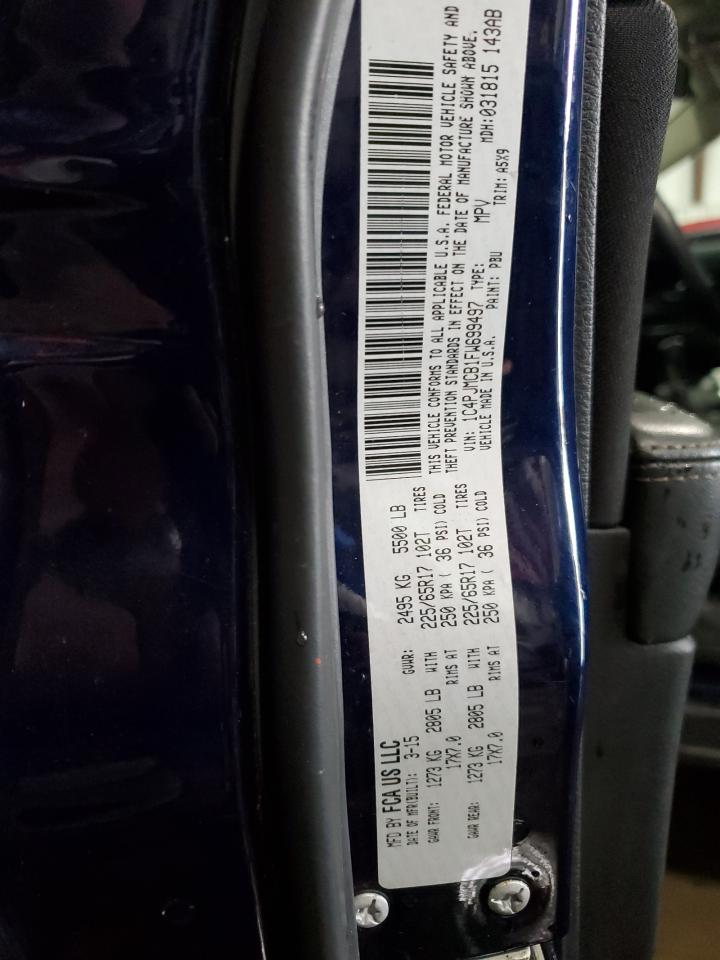 MFD BY FCA US LLC
DATE OF MFR(BUILT): 3-15 GVWR: 2495 KG 5500 LB
GAWR FRONT: 1273 KG 2805 LB WITH 225/65R17 102T TIRES
17X7.0 RIMS AT 250 KPA ( 36 PSI) COLD
GAWR REAR: 1273 KG 2805 LB WITH 225/65R17 102T TIRES
17X7.0 RIMS AT 250 KPA ( 36 PSI) COLD
THIS VEHICLE CONFORMS TO ALL APPLICABLE U.S.A. FEDERAL MOTOR VEHICLE SAFETY AND
THEFT PREVENTION STANDARDS IN EFFECT ON THE DATE OF MANUFACTURE SHOWN ABOVE.
VIN: 1C4PJMCB1FW699497 TYPE: MPV MDH:031815 143AB
VEHICLE MADE IN U.S.A. PAINT: PBU TRIM: A5X9